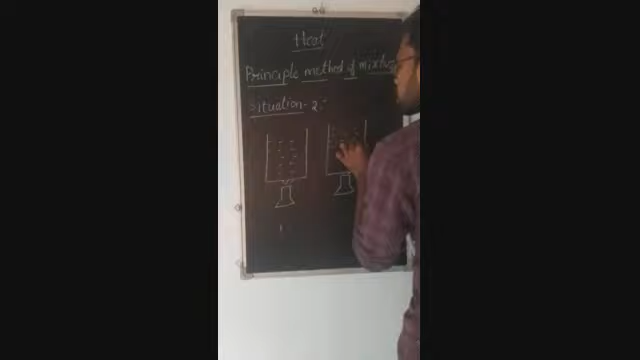 Heat
Principle method of mixture
Situation - 2 :-